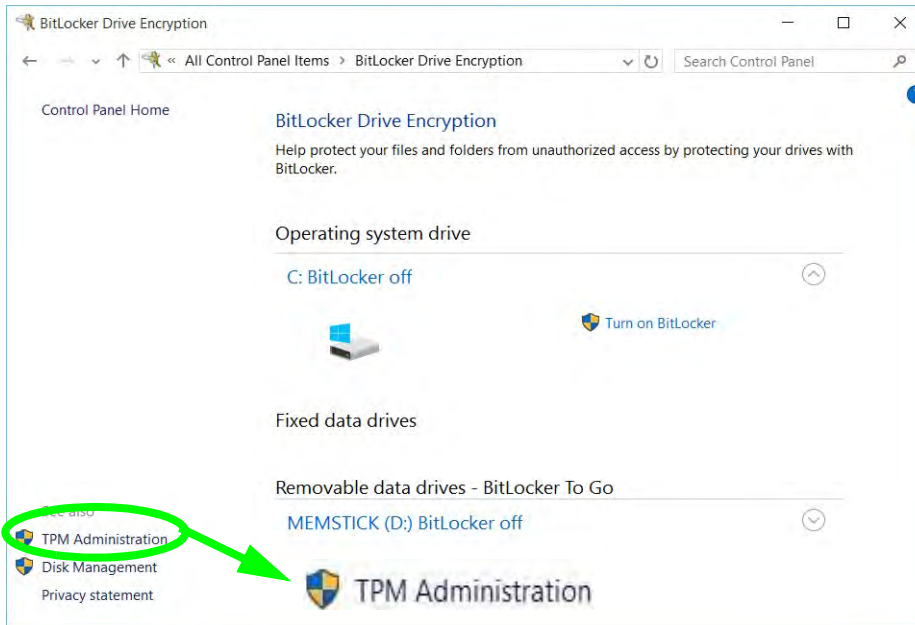 BitLocker Drive Encryption
« All Control Panel Items > BitLocker Drive Encryption
Search Control Panel
Control Panel Home
BitLocker Drive Encryption
Help protect your files and folders from unauthorized access by protecting your drives with
BitLocker.
Operating system drive
C: BitLocker off
Turn on BitLocker
Fixed data drives
Removable data drives - BitLocker To Go
MEMSTICK (D:) BitLocker off
See also
TPM Administration
Disk Management
Privacy statement
TPM Administration